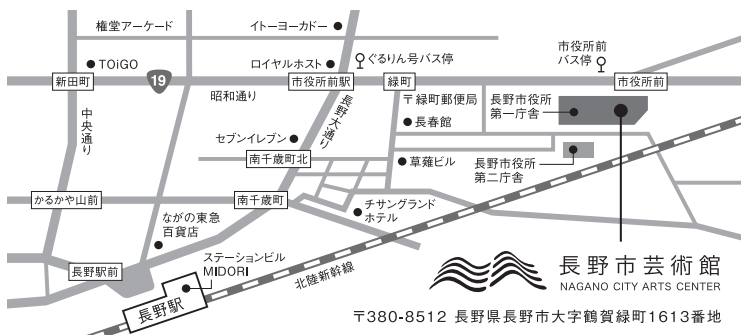 権堂アーケード
イトーヨーカドー
TOiGO
ロイヤルホスト
ぐるりん号バス停
市役所前
バス停
新田町
19
市役所前駅
緑町
市役所前
昭和通り
中央通り
長野大通り
〒緑町郵便局
長春館
長野市役所
第一庁舎
セブンイレブン
南千歳町北
草薙ビル
長野市役所
第二庁舎
かるかや山前
南千歳町
ながの東急
百貨店
チサングランド
ホテル
長野駅前
ステーションビル
MIDORI
北陸新幹線
長野駅
長野市芸術館
NAGANO CITY ARTS CENTER
〒380-8512 長野県長野市大字鶴賀緑町1613番地